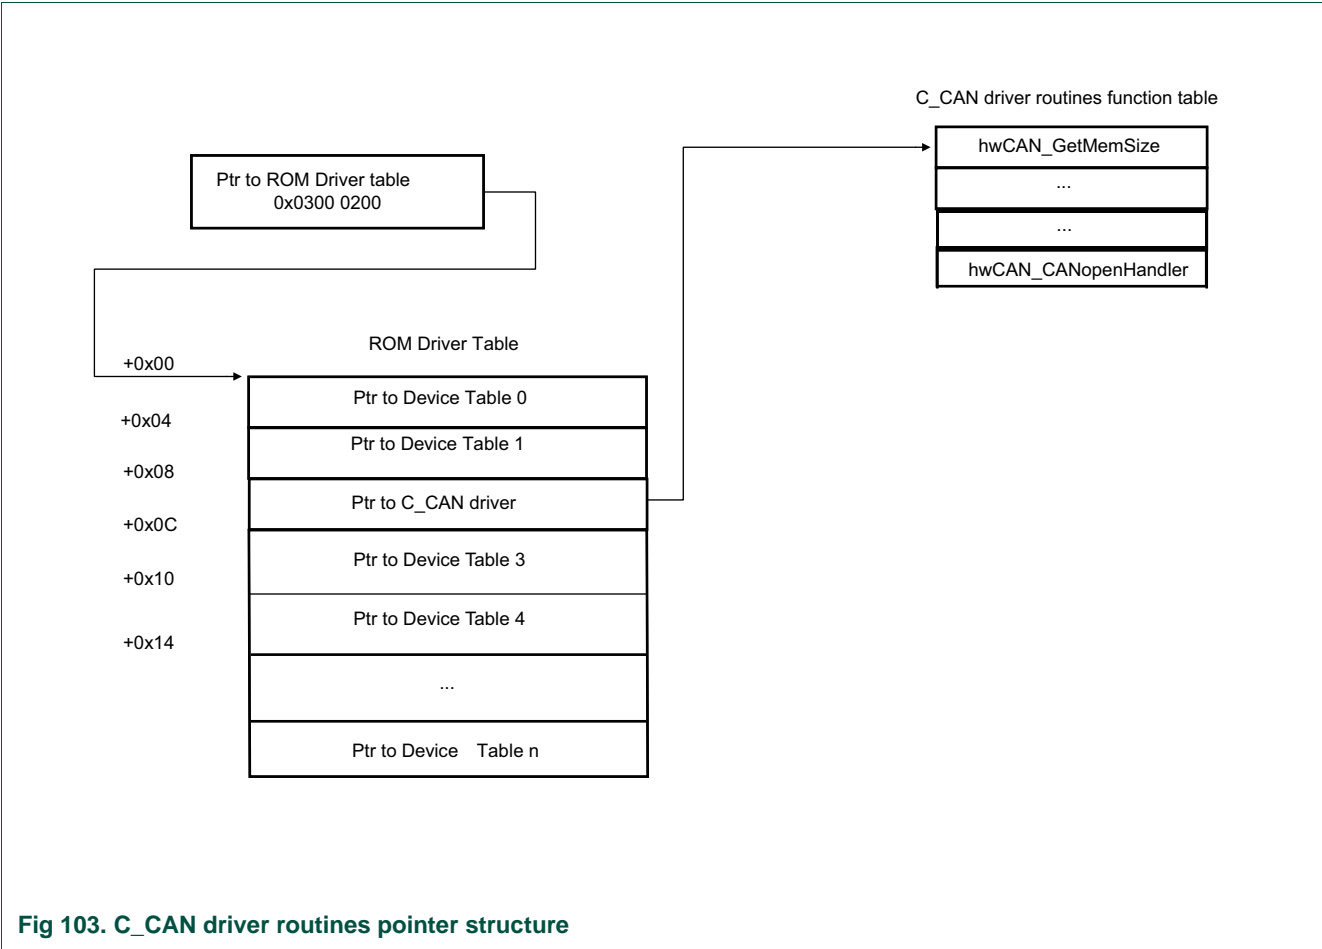 C_CAN driver routines function table
hwCAN_GetMemSize
...
...
hwCAN_CANopenHandler
Ptr to ROM Driver table
0x0300 0200
ROM Driver Table
+0x00
Ptr to Device Table 0
+0x04
Ptr to Device Table 1
+0x08
Ptr to C_CAN driver
+0x0C
Ptr to Device Table 3
+0x10
Ptr to Device Table 4
+0x14
...
Ptr to Device Table n
Fig 103. C_CAN driver routines pointer structure